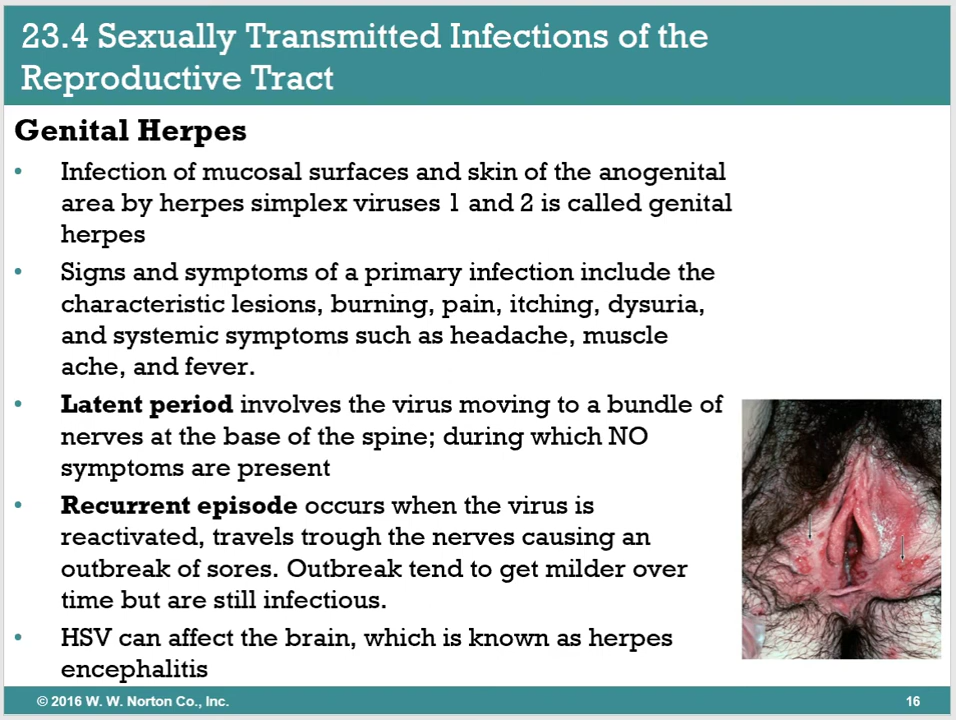 23.4 Sexually Transmitted Infections of the
Reproductive Tract
Genital Herpes
• Infection of mucosal surfaces and skin of the anogenital
area by herpes simplex viruses 1 and 2 is called genital
herpes
• Signs and symptoms of a primary infection include the
characteristic lesions, burning, pain, itching, dysuria,
and systemic symptoms such as headache, muscle
ache, and fever.
• Latent period involves the virus moving to a bundle of
nerves at the base of the spine; during which NO
symptoms are present
• Recurrent episode occurs when the virus is
reactivated, travels trough the nerves causing an
outbreak of sores. Outbreak tend to get milder over
time but are still infectious.
• HSV can affect the brain, which is known as herpes
encephalitis
© 2016 W. W. Norton Co., Inc.
16